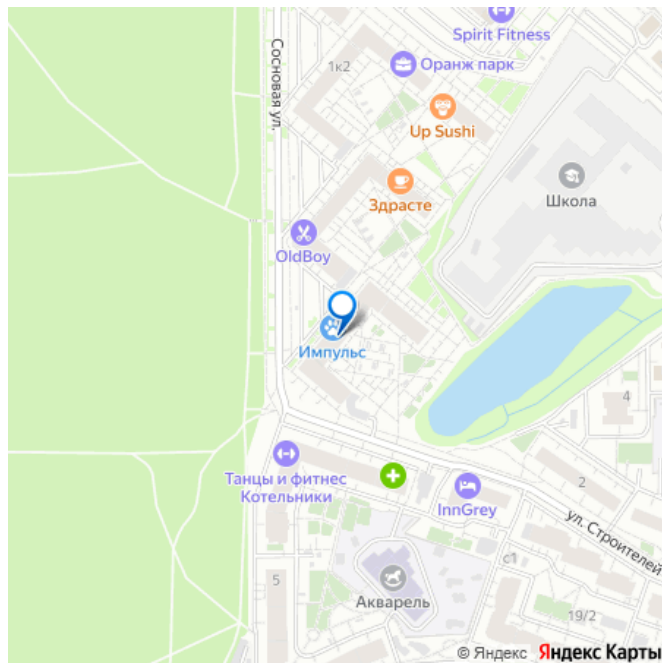 Spirit Fitness
Оранж парк
1к2
Сосновая ул.
Up Sushi
Здрасте
Школа
OldBoy
Импульс
4
Танцы и фитнес
Котельники
InnGrey
2
ул. Строителей
с1
5
Акварель
19/2
© Яндекс Яндекс Карты